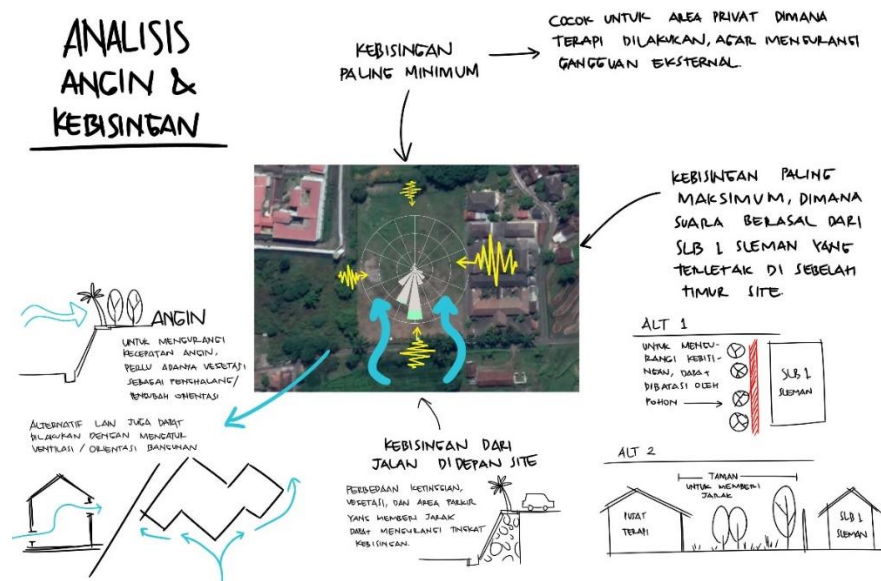 ANALISIS
ANGIN &
KEBISINGAN
KEBISINGAN
PALING MINIMUM
COCOK UNTUK AREA PRIVAT DIMANA
TERAPI DILAKUKAN, AGAR MENGURANGI
GANGGUAN EKSTERNAL.
KEBISINGAN PALING
MAKSIMUM, DIMANA
SUARA BERASAL DARI
SLB 1 SLEMAN YANG
TERLETAK DI SEBELAH
TIMUR SITE.
ANGIN
UNTUK MENGURANGI
KECEPATAN ANGIN,
PERLU ADANYA VEGETASI
SEBAGAI PENGHALANG/
PENGUBAH ORIENTASI
ALTERNATIF LAIN JUGA DAPAT
DILAKUKAN DENGAN MENGATUR
VENTILASI / ORIENTASI BANGUNAN
KEBISINGAN DARI
JALAN DIDEPAN SITE
PERBEDAAN KETINGGIAN,
VEGETASI, DAN AREA PARKIR
YANG MEMBERI JARAK
DAPAT MENGURANGI TINGKAT
KEBISINGAN.
ALT 1
UNTUK MENGU-
RANGI KEBISI-
NGAN, DAPAT
DIBATASI OLEH
POHON
SLB 1
SLEMAN
ALT 2
TAMAN
UNTUK MEMBERI
JARAK
PUSAT
TERAPI
SLB 1
SLEMAN